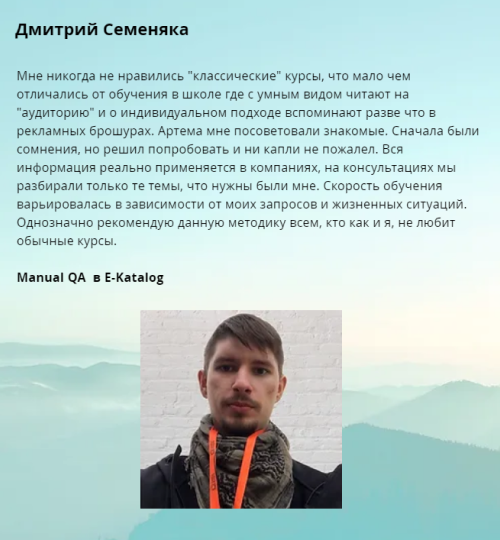 Дмитрий Семеняка
Мне никогда не нравились "классические" курсы, что мало чем
отличались от обучения в школе где с умным видом читают на
"аудиторию" и о индивидуальном подходе вспоминают разве что в
рекламных брошурах. Артема мне посоветовали знакомые. Сначала были
сомнения, но решил попробовать и ни капли не пожалел. Вся
информация реально применяется в компаниях, на консультациях мы
разбирали только те темы, что нужны были мне. Скорость обучения
варьировалась в зависимости от моих запросов и жизненных ситуаций.
Однозначно рекомендую данную методику всем, кто как и я, не любит
обычные курсы.
Manual QA в E-Katalog